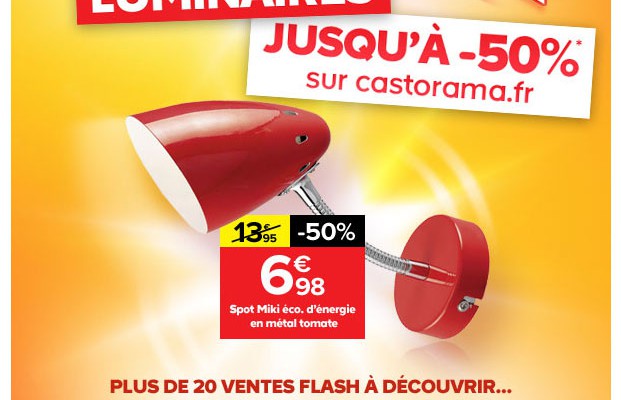 LUMINAIRES
JUSQU'À -50%*
sur castorama.fr
13€95 -50%
6€98
Spot Miki éco. d'énergie
en métal tomate
PLUS DE 20 VENTES FLASH À DÉCOUVRIR...